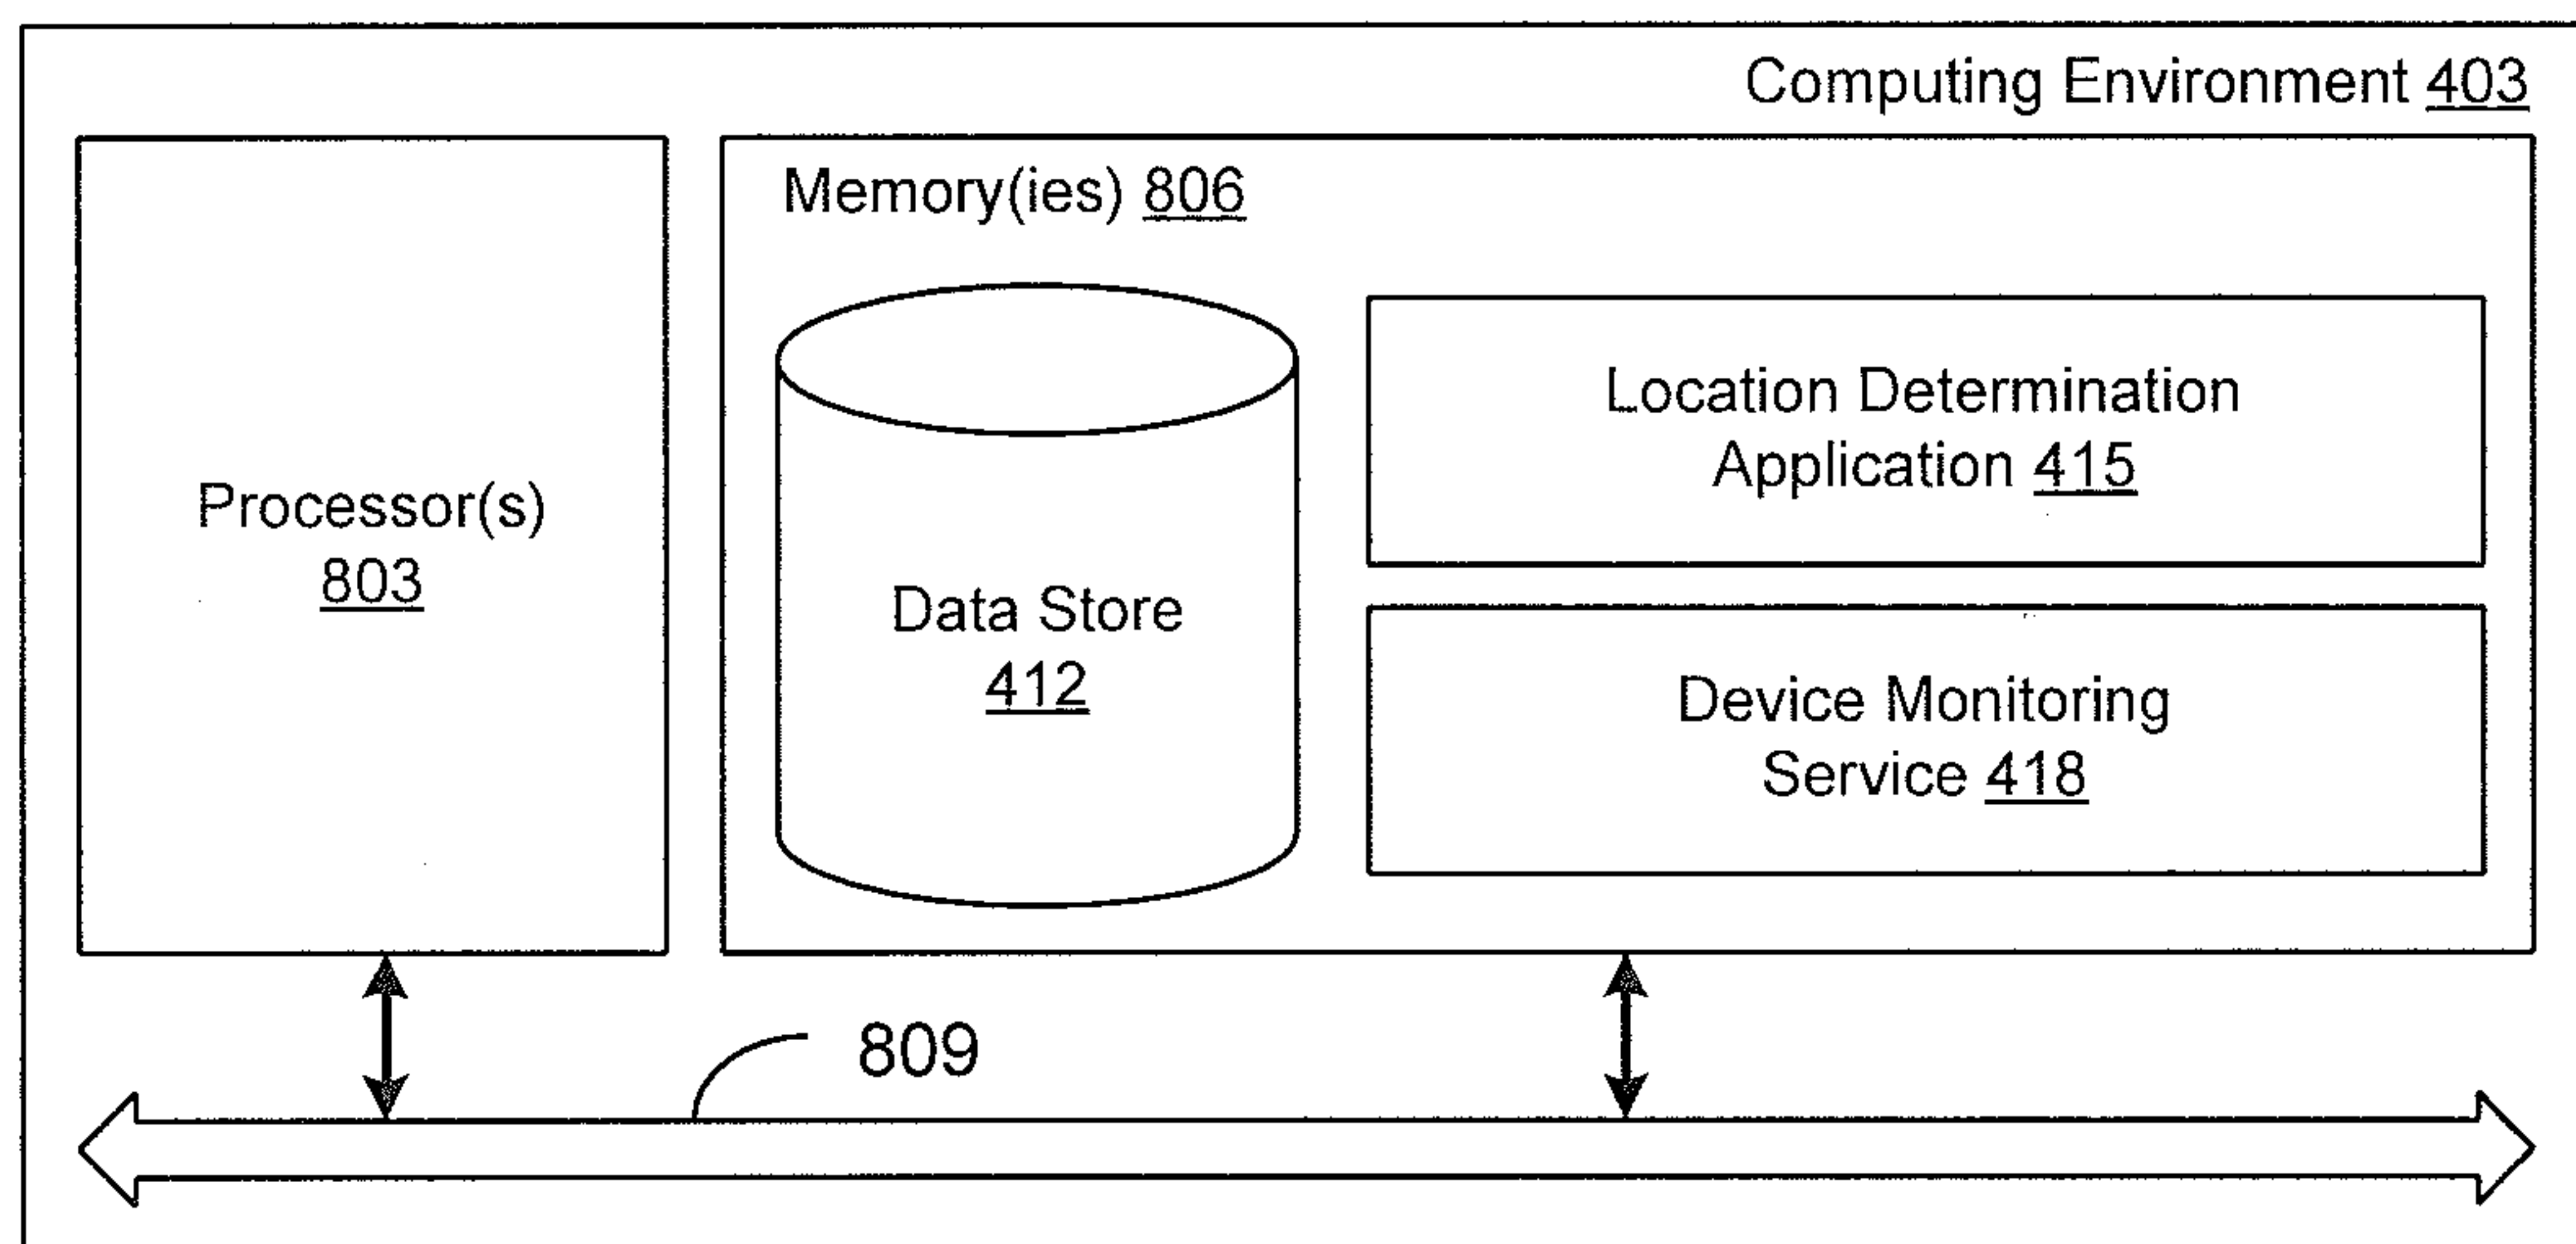 Computing Environment 403
Memory(ies) 806
Processor(s)
803
Data Store
412
Location Determination
Application 415
Device Monitoring
Service 418
809